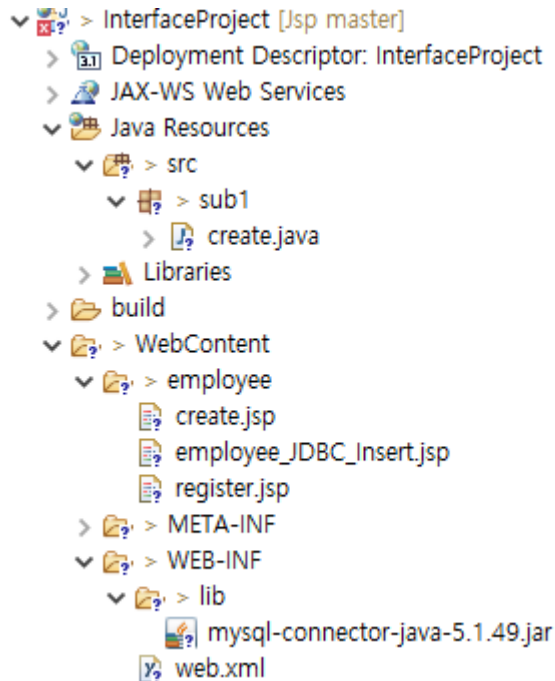 > InterfaceProject [Jsp master]
Deployment Descriptor: InterfaceProject
JAX-WS Web Services
Java Resources
> src
> sub1
create.java
Libraries
build
> WebContent
> employee
create.jsp
employee_JDBC_Insert.jsp
register.jsp
> META-INF
> WEB-INF
> lib
mysql-connector-java-5.1.49.jar
web.xml